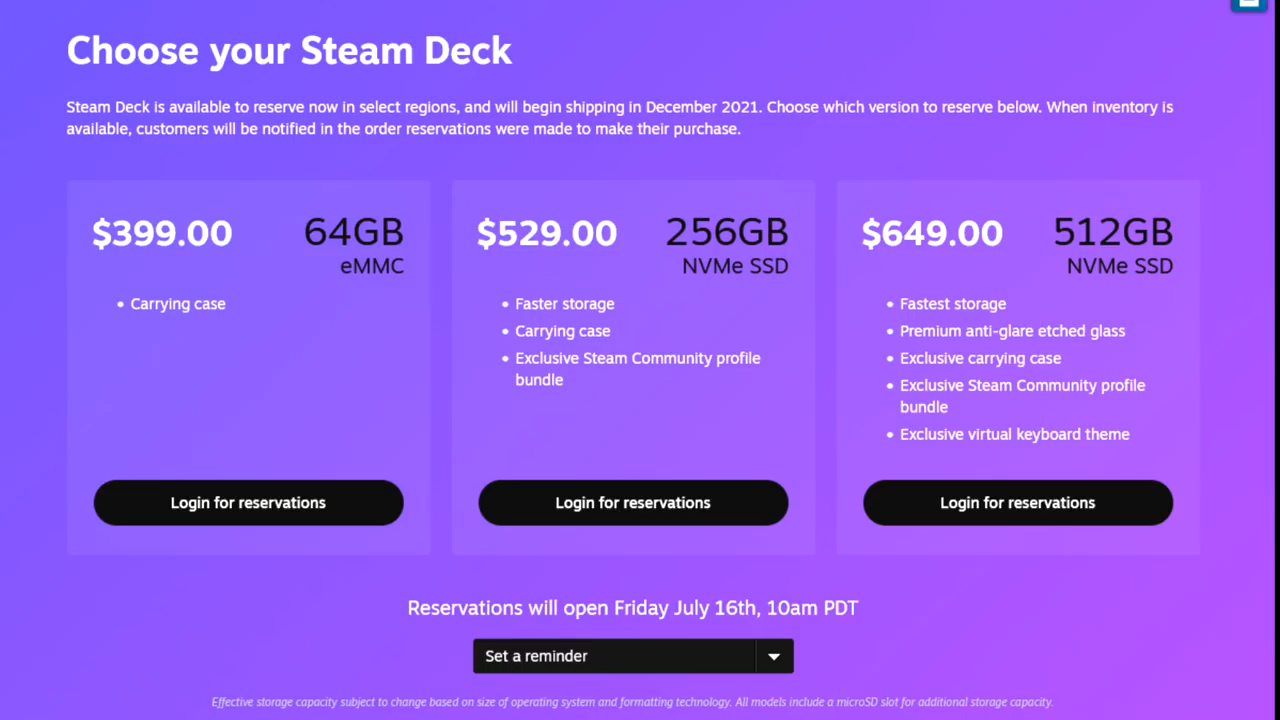 Choose your Steam Deck
Steam Deck is available to reserve now in select regions, and will begin shipping in December 2021. Choose which version to reserve below. When inventory is
available, customers will be notified in the order reservations were made to make their purchase.
$399.00
64GB
eMMC
• Carrying case
Login for reservations
$529.00
256GB
NVMe SSD
• Faster storage
• Carrying case
• Exclusive Steam Community profile
bundle
Login for reservations
$649.00
512GB
NVMe SSD
• Fastest storage
• Premium anti-glare etched glass
• Exclusive carrying case
• Exclusive Steam Community profile
bundle
• Exclusive virtual keyboard theme
Login for reservations
Reservations will open Friday July 16th, 10am PDT
Set a reminder
Effective storage capacity subject to change based on size of operating system and formatting technology. All models include a microSD slot for additional storage capacity.